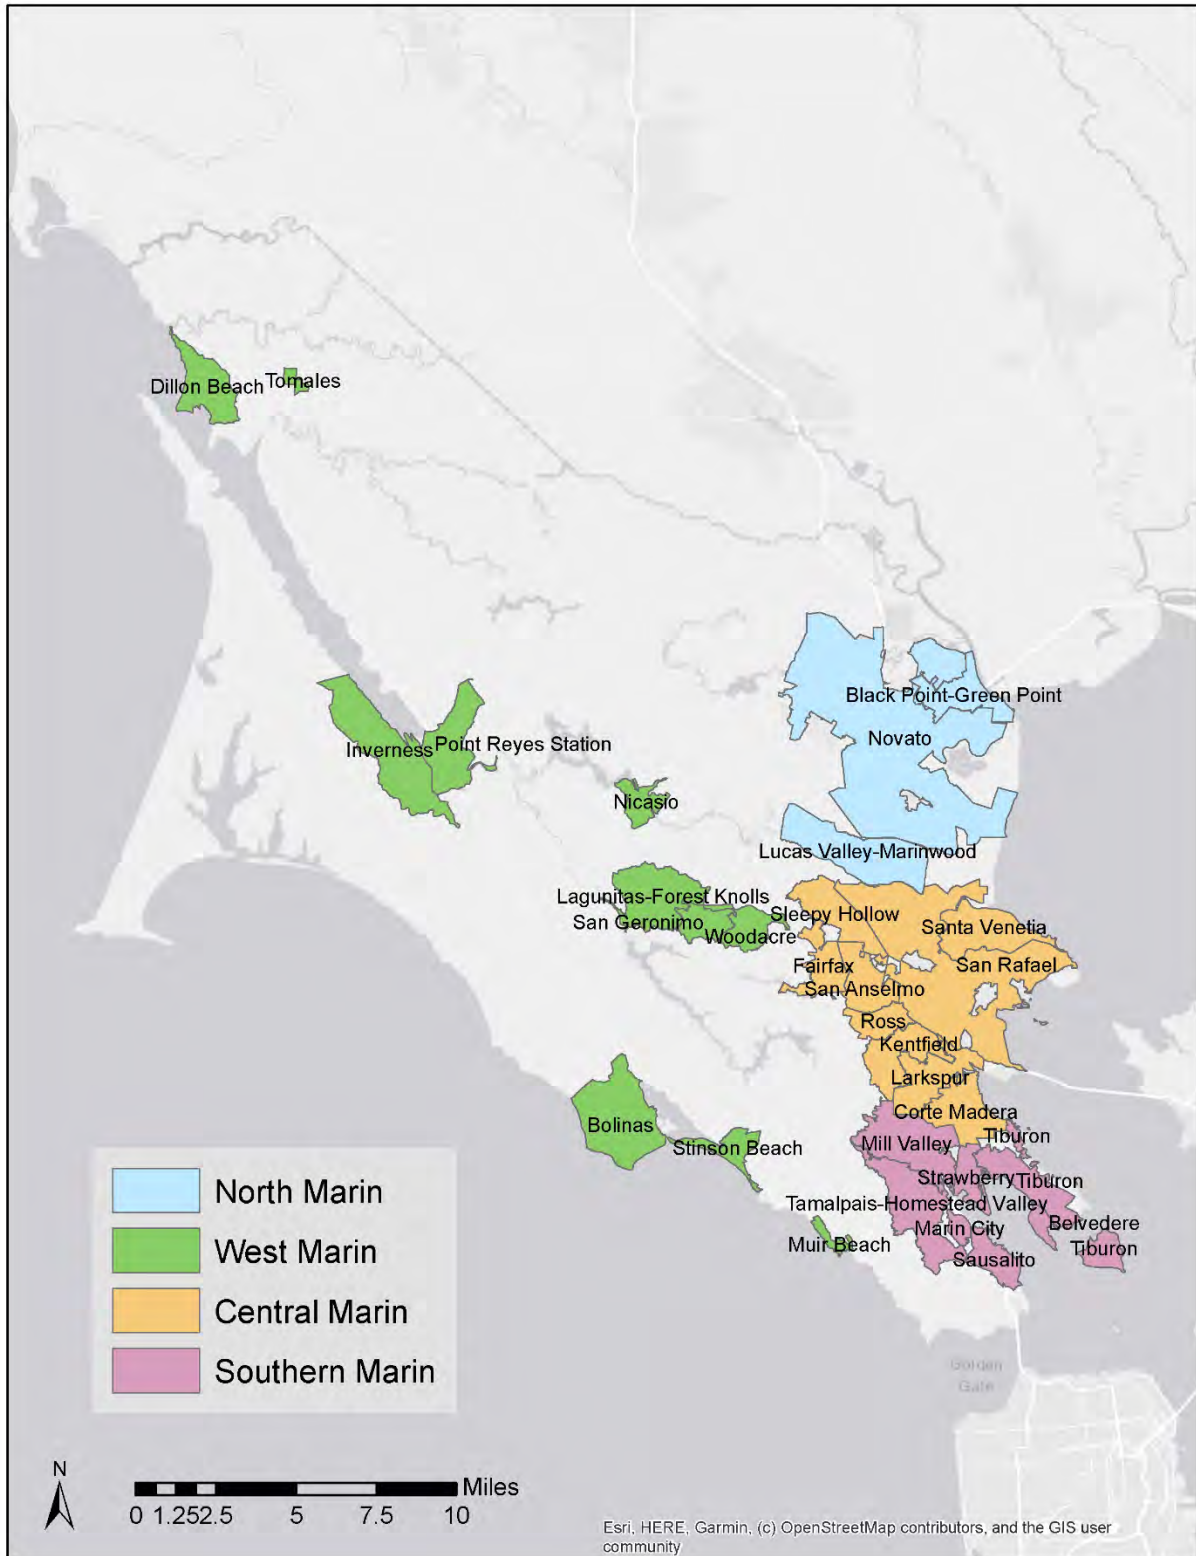 Dillon Beach
Tomales
Black Point-Green Point
Novato
Inverness
Point Reyes Station
Nicasio
Lucas Valley-Marinwood
Lagunitas-Forest Knolls
Sleepy Hollow
San Geronimo
Woodacre
Santa Venetia
Fairfax
San Rafael
San Anselmo
Ross
Kentfield
Larkspur
Corte Madera
Bolinas
Stinson Beach
Mill Valley
Tiburon
Strawberry
Tiburon
Tamalpais-Homestead Valley
Marin City
Belvedere
Muir Beach
Sausalito
Tiburon
North Marin
West Marin
Central Marin
Southern Marin
Golden
Gate
N
Miles
0 1.252.5 5 7.5 10
Esri, HERE, Garmin, (c) OpenStreetMap contributors, and the GIS user
community